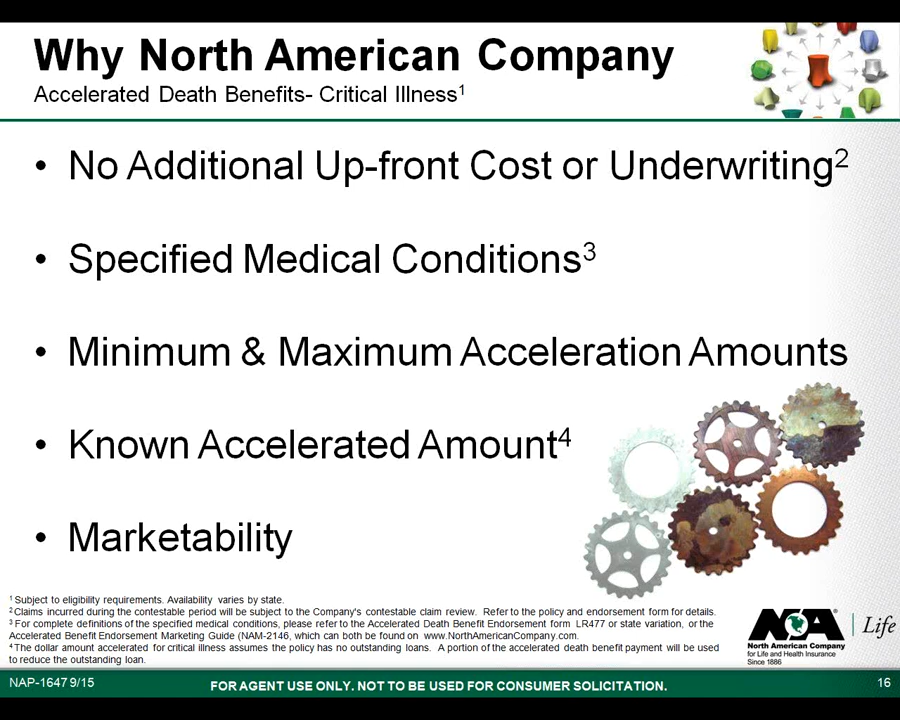 Why North American Company
Accelerated Death Benefits- Critical Illness¹
• No Additional Up-front Cost or Underwriting²
• Specified Medical Conditions³
• Minimum & Maximum Acceleration Amounts
• Known Accelerated Amount⁴
• Marketability
¹ Subject to eligibility requirements. Availability varies by state.
² Claims incurred during the contestable period will be subject to the Company's contestable claim review. Refer to the policy and endorsement form for details.
³ For complete definitions of the specified medical conditions, please refer to the Accelerated Death Benefit Endorsement form LR477 or state variation, or the
Accelerated Benefit Endorsement Marketing Guide (NAM-2146, which can both be found on www.NorthAmericanCompany.com.
⁴ The dollar amount accelerated for critical illness assumes the policy has no outstanding loans. A portion of the accelerated death benefit payment will be used
to reduce the outstanding loan.
NACA® | Life
North American Company
for Life and Health Insurance
Since 1886
NAP-1647 9/15
FOR AGENT USE ONLY. NOT TO BE USED FOR CONSUMER SOLICITATION.
16